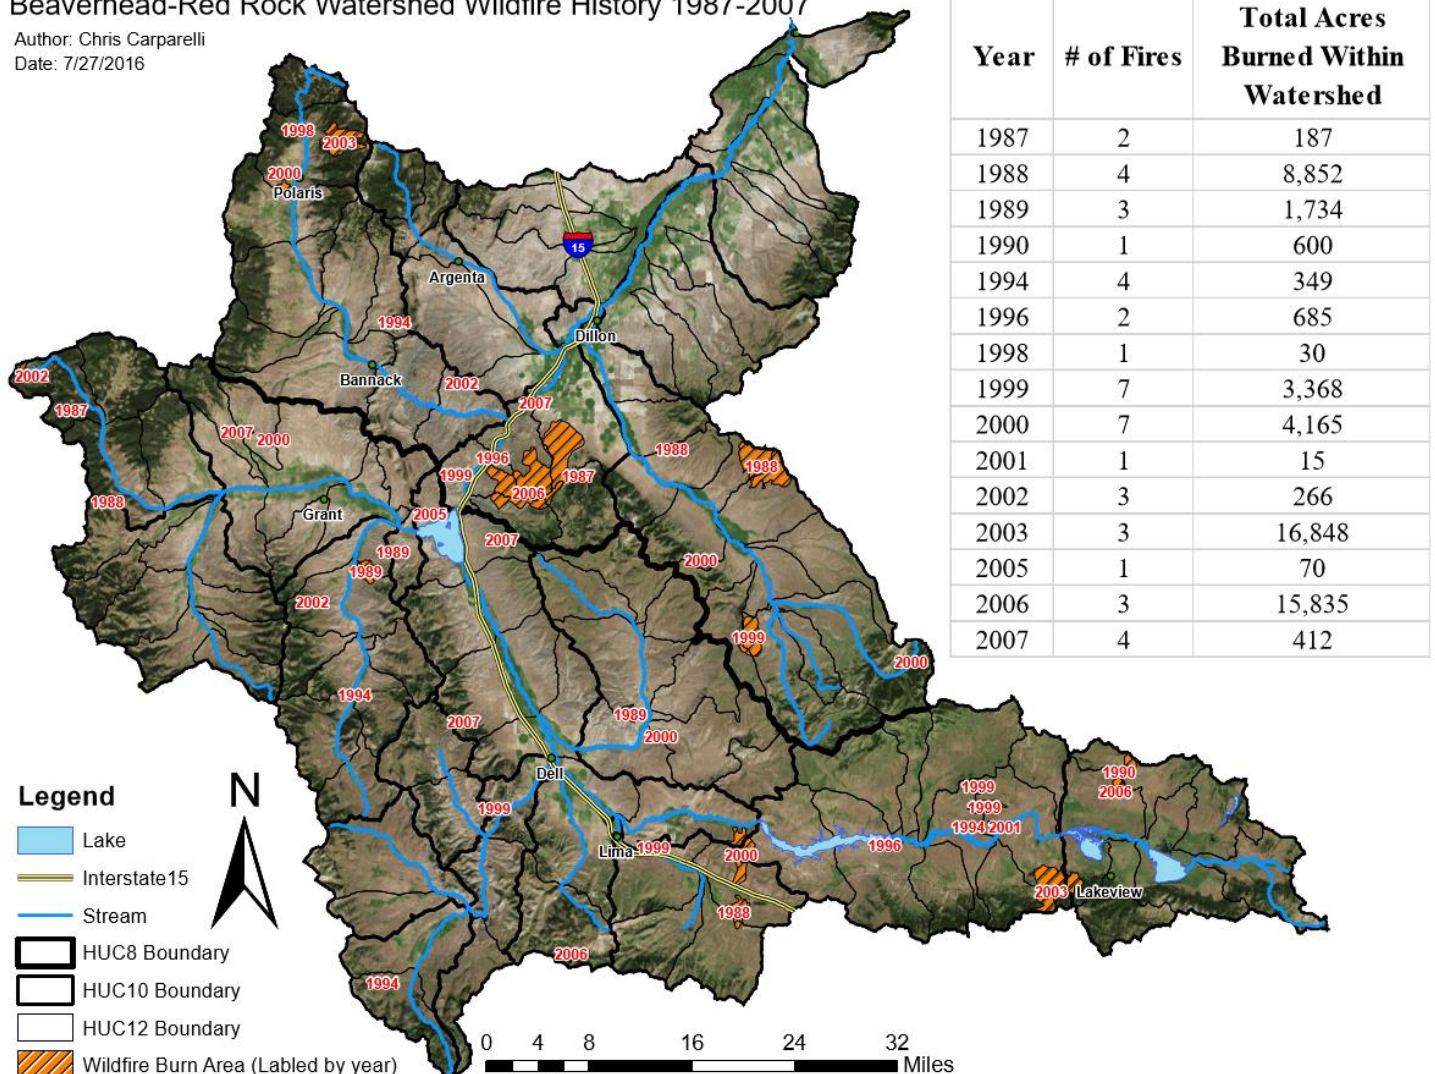 Beaverhead-Red Rock Watershed Wildfire History 1987-2007
Author: Chris Carparelli
Date: 7/27/2016
Year # of Fires Total Acres Burned Within Watershed
1987 2 187
1988 4 8,852
1989 3 1,734
1990 1 600
1994 4 349
1996 2 685
1998 1 30
1999 7 3,368
2000 7 4,165
2001 1 15
2002 3 266
2003 3 16,848
2005 1 70
2006 3 15,835
2007 4 412
1998
2003
2000
Polaris
15
Argenta
1994
Dillon
Bannack
2002
2002
2007
1987
2007
2000
1988
1996
1999
1988
1987
2006
1988
Grant
2005
2007
1989
1989
2000
2002
1999
2000
1994
1989
2007
2000
Dell
1990
1999
2006
1999
1999
1994 2001
Lima
1999
2000
1996
2003
Lakeview
1988
2006
1994
Legend
Lake
Interstate15
Stream
HUC8 Boundary
HUC10 Boundary
HUC12 Boundary
Wildfire Burn Area (Labled by year)
N
0 4 8 16 24 32
Miles